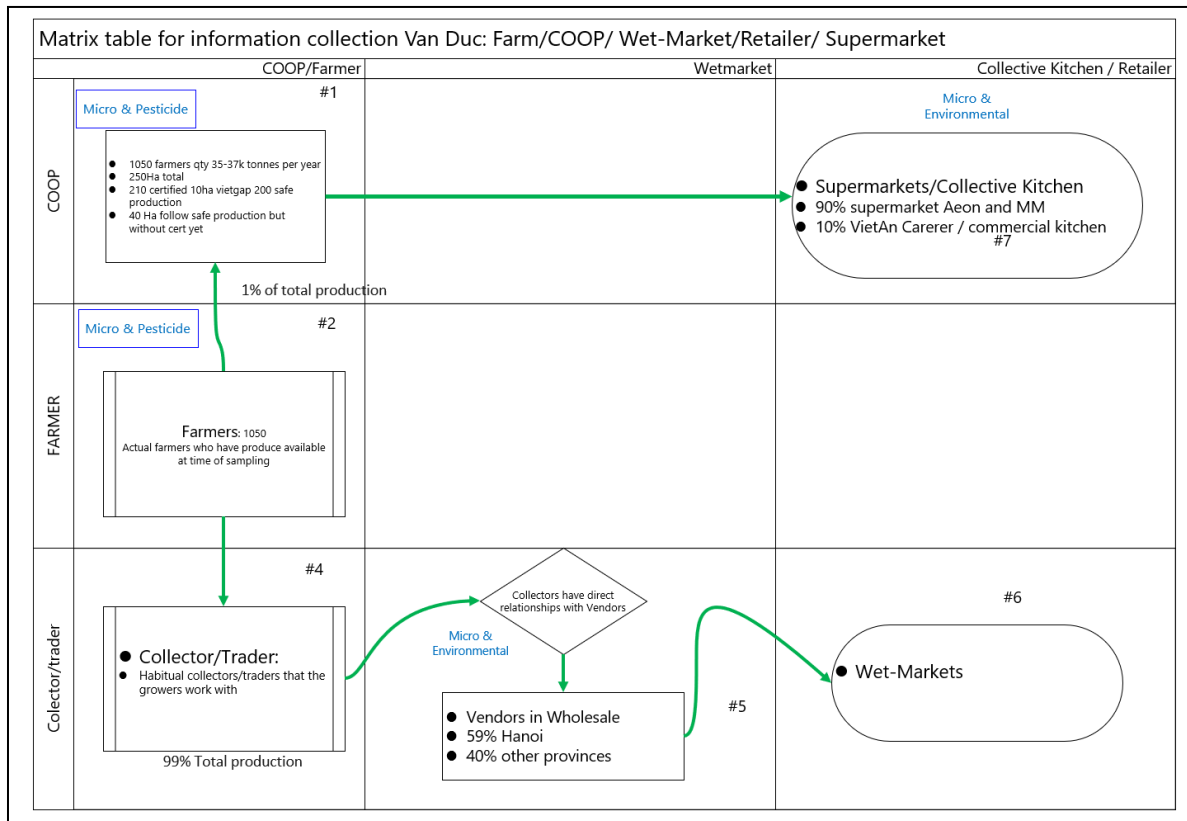 Matrix table for information collection Van Duc: Farm/COOP/ Wet-Market/Retailer/ Supermarket
COOP/Farmer
Wetmarket
Collective Kitchen / Retailer
COOP
#1
Micro & Pesticide
1050 farmers qty 35-37k tonnes per year
250Ha total
210 certified 10ha vietgap 200 safe
production
40 Ha follow safe production but
without cert yet
Micro &
Environmental
Supermarkets/Collective Kitchen
90% supermarket Aeon and MM
10% VietAn Carerer / commercial kitchen
#7
1% of total production
FARMER
#2
Micro & Pesticide
Farmers: 1050
Actual farmers who have produce available
at time of sampling
Colector/trader
#4
Collector/Trader:
Habitual collectors/traders that the
growers work with
99% Total production
Collectors have direct
relationships with Vendors
Micro &
Environmental
Vendors in Wholesale
59% Hanoi
40% other provinces
#5
#6
Wet-Markets